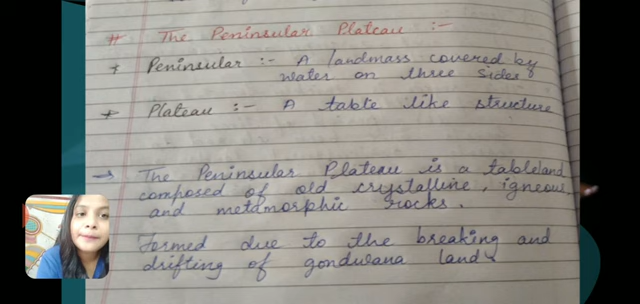 # The Peninsular Plateau :-
* Peninsular :- A landmass covered by
water on three sides
* Plateau :- A table like structure
→ The Peninsular Plateau is a tableland
composed of old crystalline, igneous,
and metamorphic rocks.
Formed due to the breaking and
drifting of gondwana land